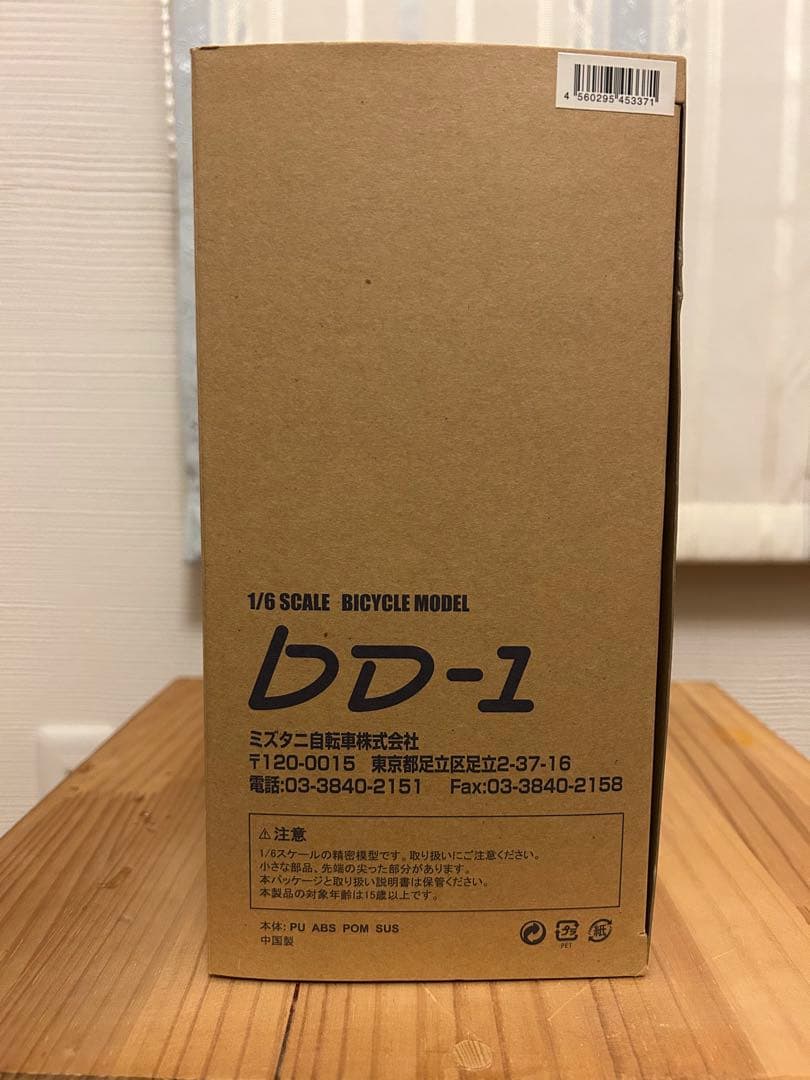 4 560295 453371
1/6 SCALE BICYCLE MODEL
bD-1
ミズタニ自転車株式会社
〒120-0015 東京都足立区足立2-37-16
電話:03-3840-2151 Fax:03-3840-2158
⚠注意
1/6スケールの精密模型です。取り扱いにご注意ください。
小さな部品、先端の尖った部分があります。
本パッケージと取り扱い説明書は保管ください。
本製品の対象年齢は15歳以上です。
本体: PU ABS POM SUS
中国製
プラ
PET
紙